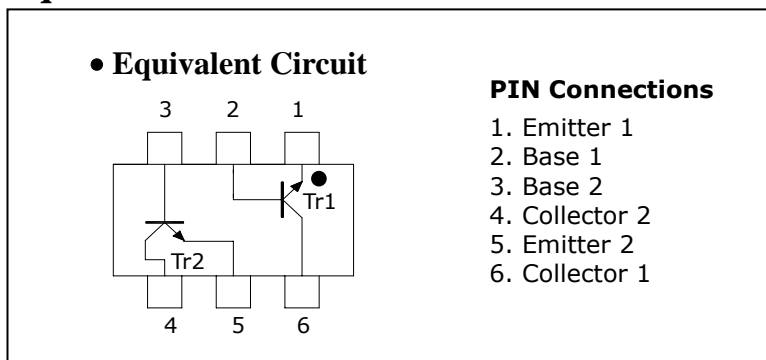 • Equivalent Circuit
3 2 1
Tr1
Tr2
4 5 6
PIN Connections
1. Emitter 1
2. Base 1
3. Base 2
4. Collector 2
5. Emitter 2
6. Collector 1